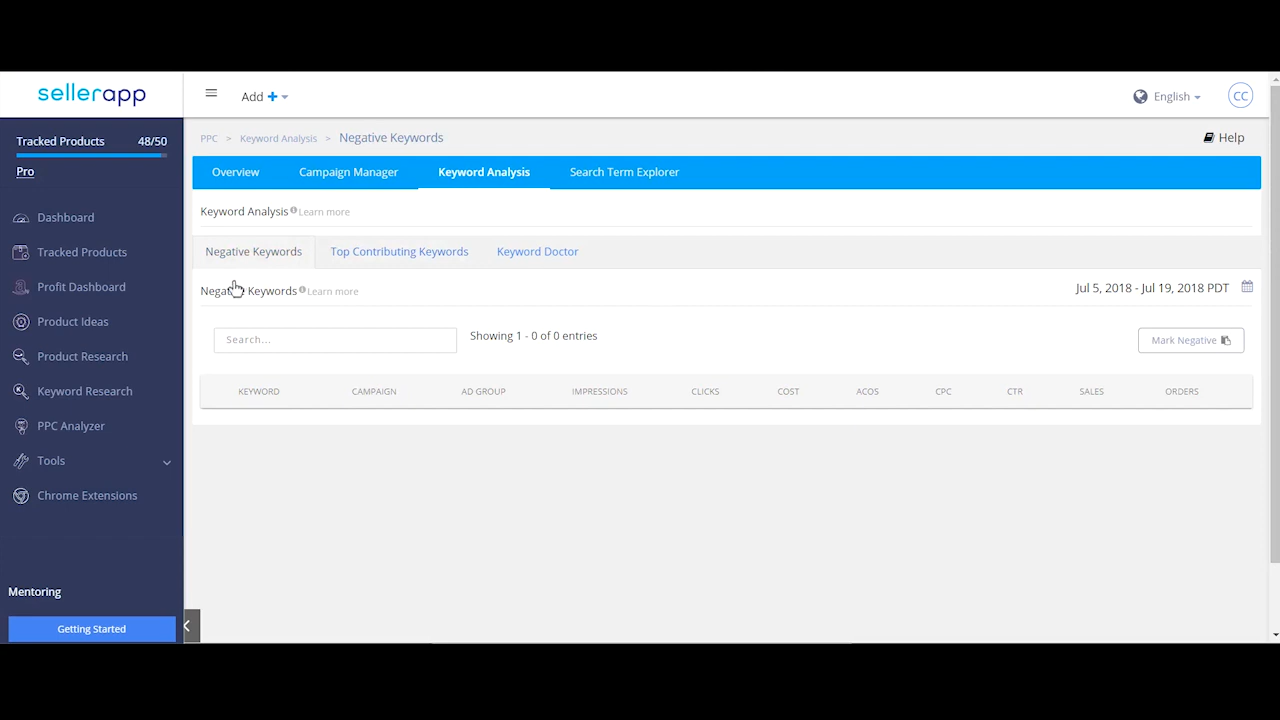 sellerapp
Add
English
CC
Tracked Products 48/50
Pro
Dashboard
Tracked Products
Profit Dashboard
Product Ideas
Product Research
Keyword Research
PPC Analyzer
Tools
Chrome Extensions
Mentoring
Getting Started
PPC > Keyword Analysis > Negative Keywords
Help
Overview Campaign Manager Keyword Analysis Search Term Explorer
Keyword Analysis Learn more
Negative Keywords Top Contributing Keywords Keyword Doctor
Negative Keywords Learn more
Jul 5, 2018 - Jul 19, 2018 PDT
Search... Showing 1 - 0 of 0 entries Mark Negative
KEYWORD CAMPAIGN AD GROUP IMPRESSIONS CLICKS COST ACOS CPC CTR SALES ORDERS